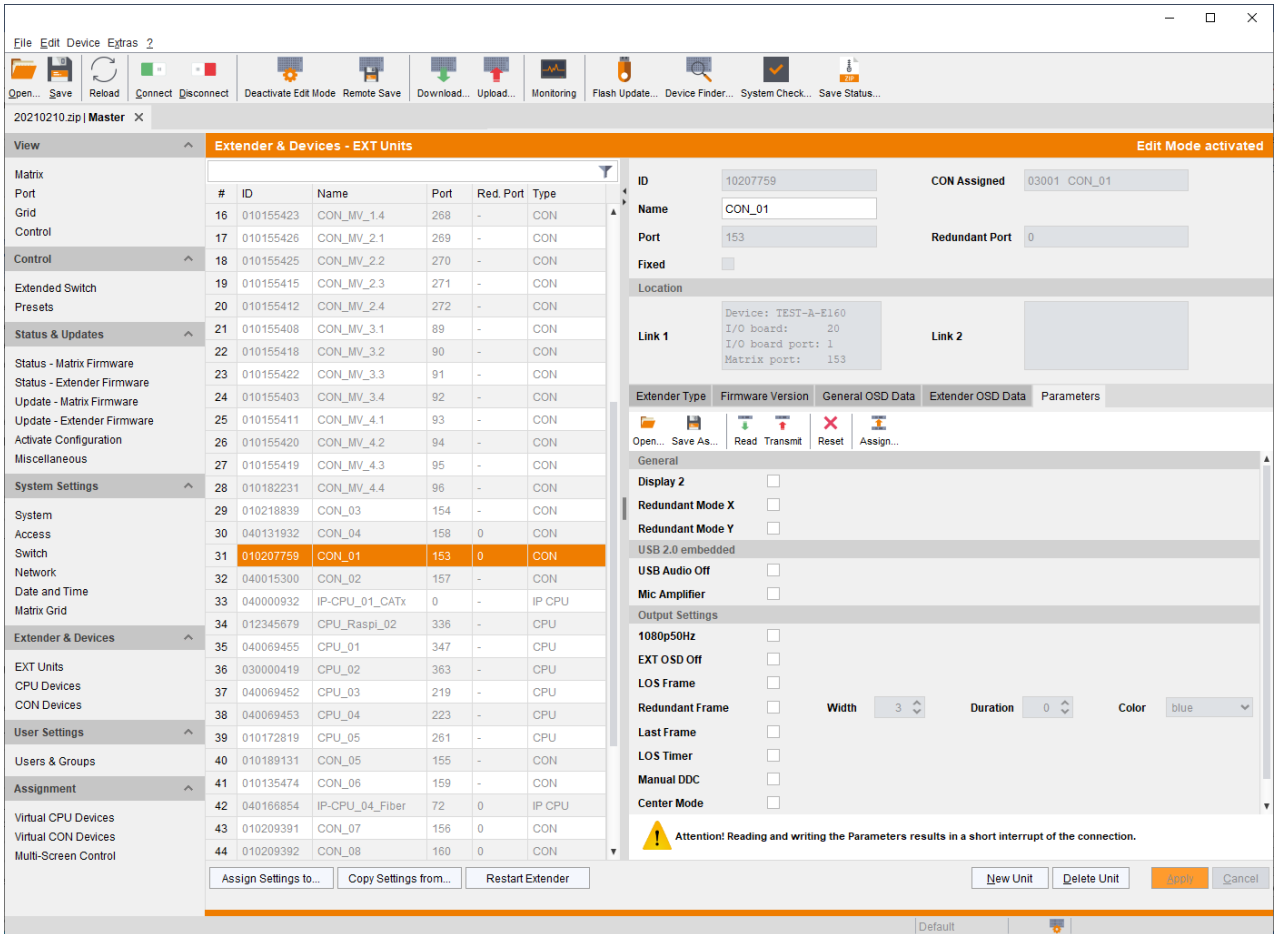 File Edit Device Extras ?
Open... Save Reload Connect Disconnect Deactivate Edit Mode Remote Save Download... Upload... Monitoring Flash Update... Device Finder... System Check... Save Status...
ZIP
20210210.zip | Master
View
Matrix
Port
Grid
Control
Control
Extended Switch
Presets
Status & Updates
Status - Matrix Firmware
Status - Extender Firmware
Update - Matrix Firmware
Update - Extender Firmware
Activate Configuration
Miscellaneous
System Settings
System
Access
Switch
Network
Date and Time
Matrix Grid
Extender & Devices
EXT Units
CPU Devices
CON Devices
User Settings
Users & Groups
Assignment
Virtual CPU Devices
Virtual CON Devices
Multi-Screen Control
Extender & Devices - EXT Units Edit Mode activated
# ID Name Port Red. Port Type
16 010155423 CON_MV_1.4 268 - CON
17 010155426 CON_MV_2.1 269 - CON
18 010155425 CON_MV_2.2 270 - CON
19 010155415 CON_MV_2.3 271 - CON
20 010155412 CON_MV_2.4 272 - CON
21 010155408 CON_MV_3.1 89 - CON
22 010155418 CON_MV_3.2 90 - CON
23 010155422 CON_MV_3.3 91 - CON
24 010155403 CON_MV_3.4 92 - CON
25 010155411 CON_MV_4.1 93 - CON
26 010155420 CON_MV_4.2 94 - CON
27 010155419 CON_MV_4.3 95 - CON
28 010182231 CON_MV_4.4 96 - CON
29 010218839 CON_03 154 - CON
30 040131932 CON_04 158 0 CON
31 010207759 CON_01 153 0 CON
32 040015300 CON_02 157 - CON
33 040000932 IP-CPU_01_CATx 0 - IP CPU
34 012345679 CPU_Raspi_02 336 - CPU
35 040069455 CPU_01 347 - CPU
36 030000419 CPU_02 363 - CPU
37 040069452 CPU_03 219 - CPU
38 040069453 CPU_04 223 - CPU
39 010172819 CPU_05 261 - CPU
40 010189131 CON_05 155 - CON
41 010135474 CON_06 159 - CON
42 040166854 IP-CPU_04_Fiber 72 0 IP CPU
43 010209391 CON_07 156 0 CON
44 010209392 CON_08 160 0 CON
Assign Settings to... Copy Settings from... Restart Extender
ID 10207759 CON Assigned 03001 CON_01
Name CON_01
Port 153 Redundant Port 0
Fixed
Location
Link 1
Device: TEST-A-E160
I/O board: 20
I/O board port: 1
Matrix port: 153
Link 2
Extender Type Firmware Version General OSD Data Extender OSD Data Parameters
Open... Save As... Read Transmit Reset Assign...
General
Display 2
Redundant Mode X
Redundant Mode Y
USB 2.0 embedded
USB Audio Off
Mic Amplifier
Output Settings
1080p50Hz
EXT OSD Off
LOS Frame
Redundant Frame Width 3 Duration 0 Color blue
Last Frame
LOS Timer
Manual DDC
Center Mode
Attention! Reading and writing the Parameters results in a short interrupt of the connection.
New Unit Delete Unit Apply Cancel
Default